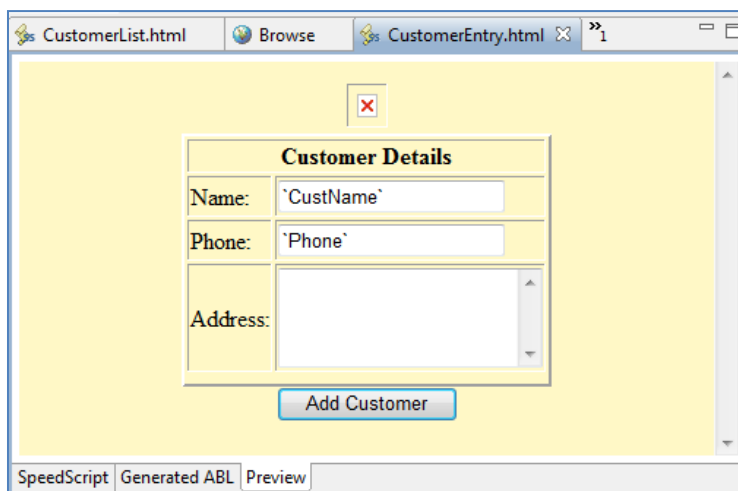 CustomerList.html Browse CustomerEntry.html »1
Customer Details
Name: `CustName`
Phone: `Phone`
Address:
Add Customer
SpeedScript Generated ABL Preview